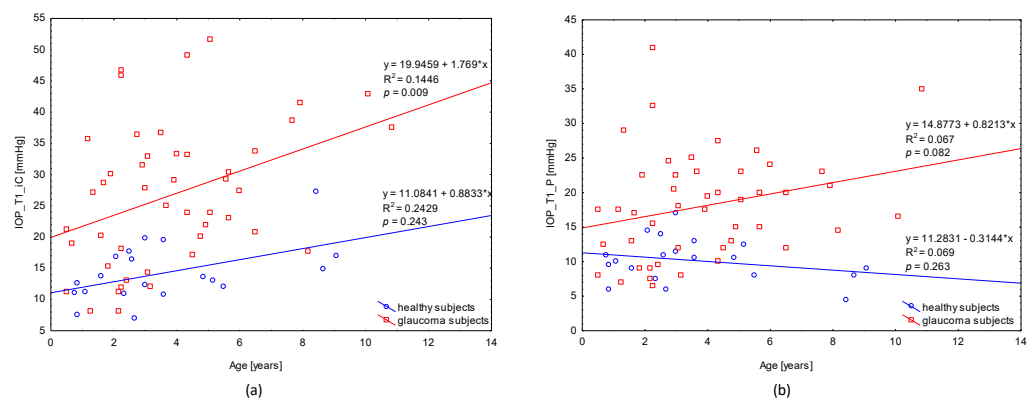 55
50
45
40
35
30
25
20
15
10
5
IOP_T1_iC [mmHg]
y = 19.9459 + 1.769*x
R² = 0.1446
p = 0.009
y = 11.0841 + 0.8833*x
R² = 0.2429
p = 0.243
healthy subjects
glaucoma subjects
0 2 4 6 8 10 12 14
Age [years]
(a)
45
40
35
30
25
20
15
10
5
0
IOP_T1_P [mmHg]
y = 14.8773 + 0.8213*x
R² = 0.067
p = 0.082
y = 11.2831 - 0.3144*x
R² = 0.069
p = 0.263
healthy subjects
glaucoma subjects
0 2 4 6 8 10 12 14
Age [years]
(b)